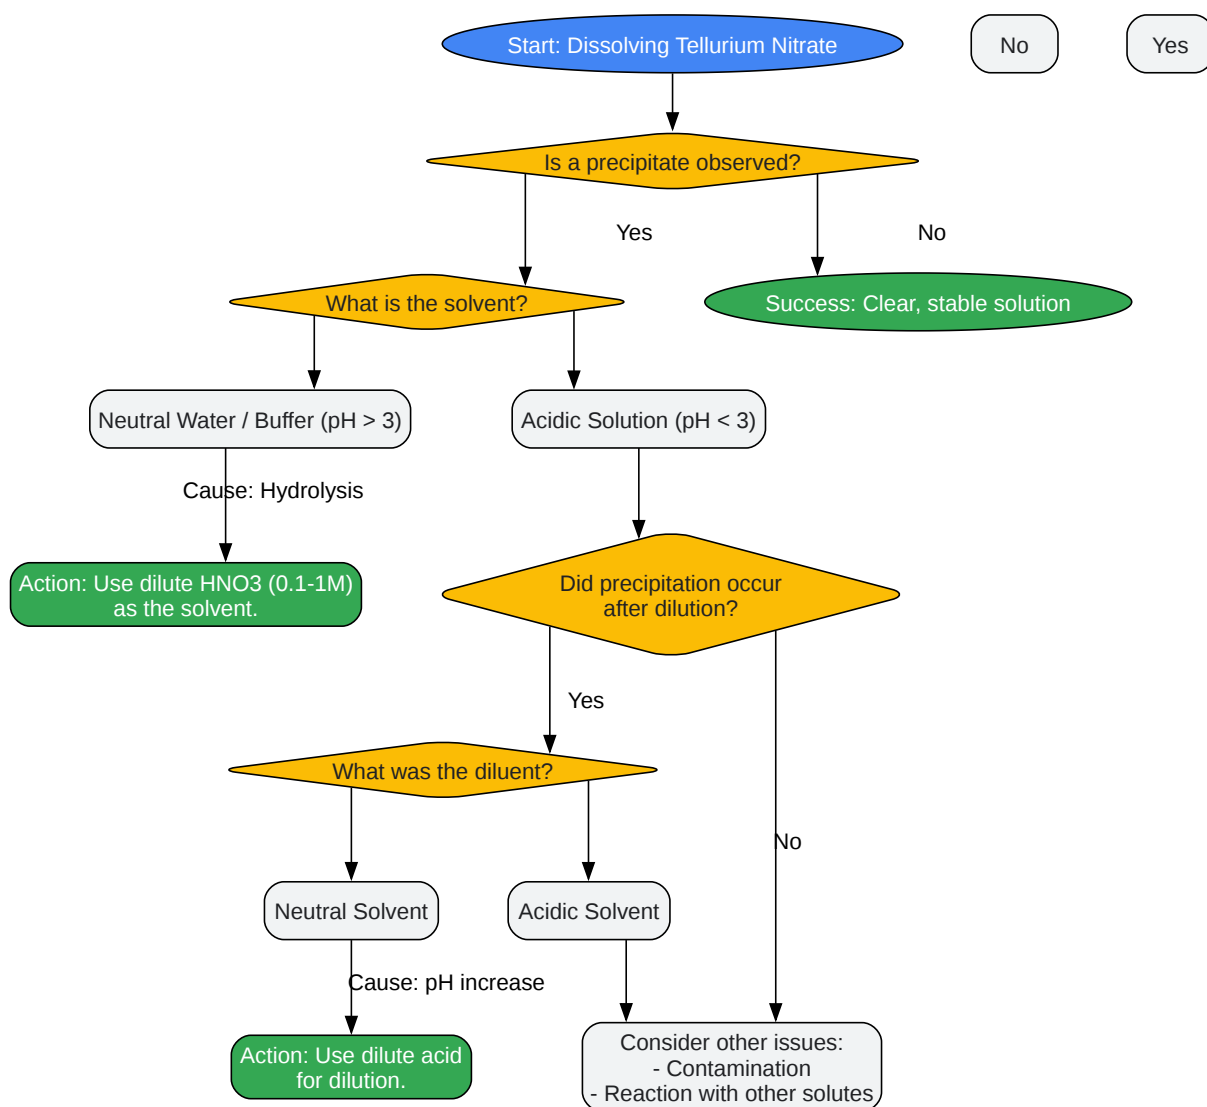 Start: Dissolving Tellurium Nitrate
No
Yes
Is a precipitate observed?
Yes
No
What is the solvent?
Success: Clear, stable solution
Neutral Water / Buffer (pH > 3)
Acidic Solution (pH < 3)
Cause: Hydrolysis
Action: Use dilute HNO3 (0.1-1M)
as the solvent.
Did precipitation occur
after dilution?
Yes
What was the diluent?
No
Neutral Solvent
Acidic Solvent
Cause: pH increase
Action: Use dilute acid
for dilution.
Consider other issues:
- Contamination
- Reaction with other solutes